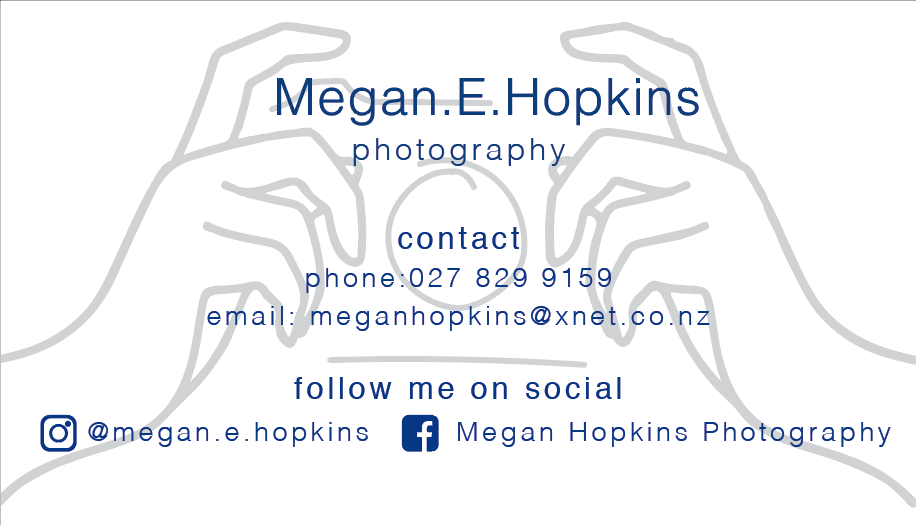 Megan.E.Hopkins
photography
contact
phone:027 829 9159
email: meganhopkins@xnet.co.nz
follow me on social
@megan.e.hopkins Megan Hopkins Photography